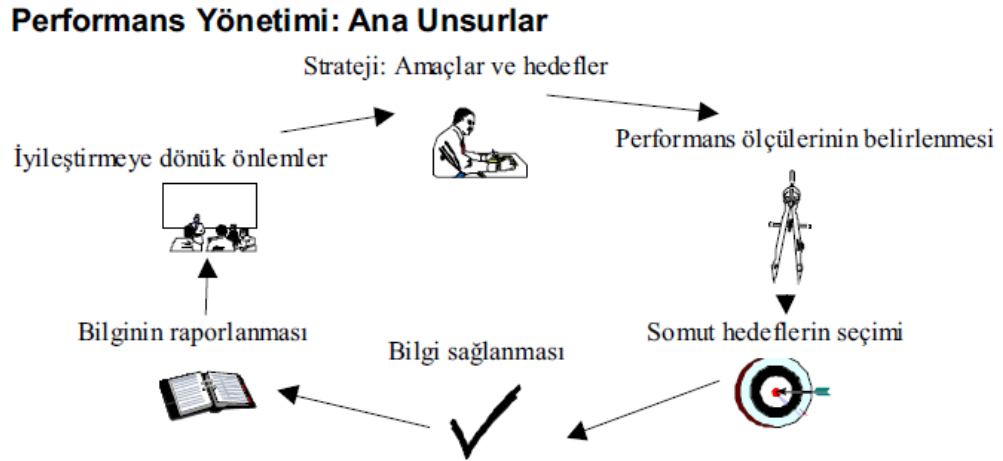 Performans Yönetimi: Ana Unsurlar
Strateji: Amaçlar ve hedefler
Performans ölçülerinin belirlenmesi
İyileştirmeye dönük önlemler
Bilginin raporlanması
Bilgi sağlanması
Somut hedeflerin seçimi